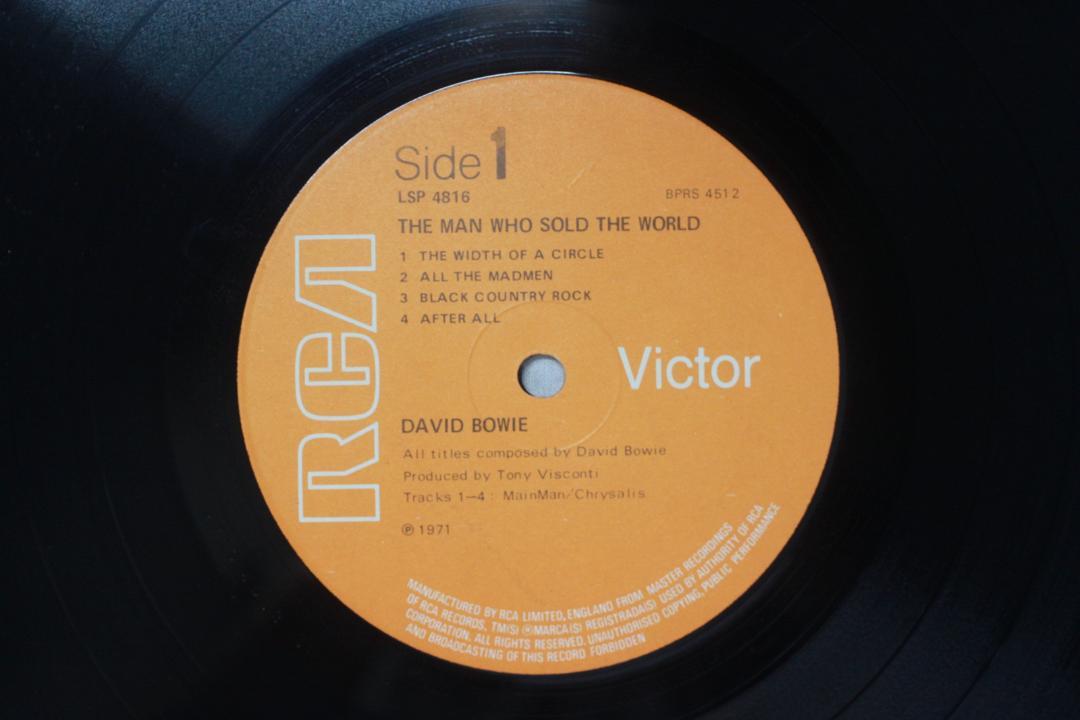 Side 1
LSP 4816 BPRS 4512
THE MAN WHO SOLD THE WORLD
1 THE WIDTH OF A CIRCLE
2 ALL THE MADMEN
3 BLACK COUNTRY ROCK
4 AFTER ALL
RCA
Victor
DAVID BOWIE
All titles composed by David Bowie
Produced by Tony Visconti
Tracks 1—4 : MainMan/Chrysalis
℗ 1971
MANUFACTURED BY RCA LIMITED, ENGLAND FROM MASTER RECORDINGS
OF RCA RECORDS. TM(S) ® MARCA(S) REGISTRADA(S) USED BY AUTHORITY OF RCA
CORPORATION. ALL RIGHTS RESERVED. UNAUTHORISED COPYING, PUBLIC PERFORMANCE
AND BROADCASTING OF THIS RECORD FORBIDDEN